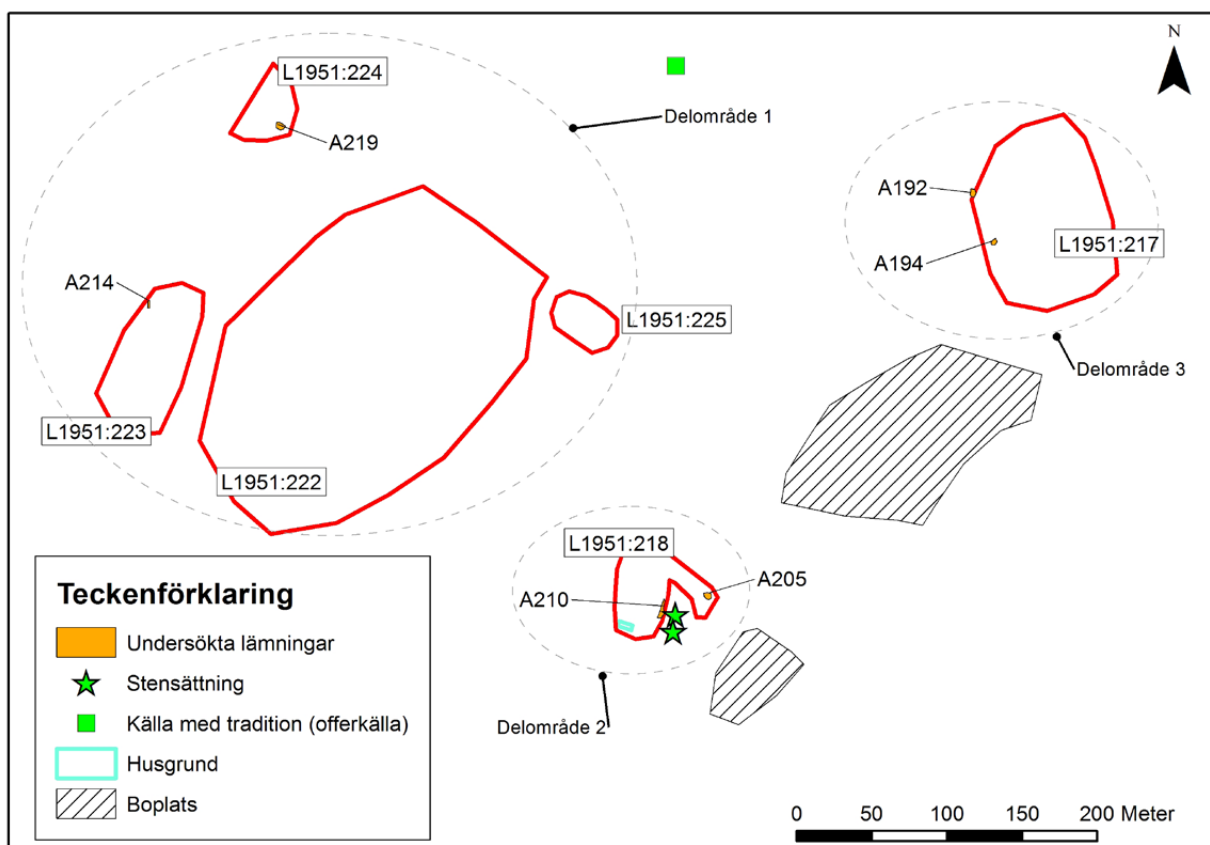 N
L1951:224
Delområde 1
A219
A192
A194
L1951:217
A214
L1951:225
Delområde 3
L1951:223
L1951:222
L1951:218
A205
A210
Delområde 2
Teckenförklaring
Undersökta lämningar
Stensättning
Källa med tradition (offerkälla)
Husgrund
Boplats
0 50 100 150 200 Meter